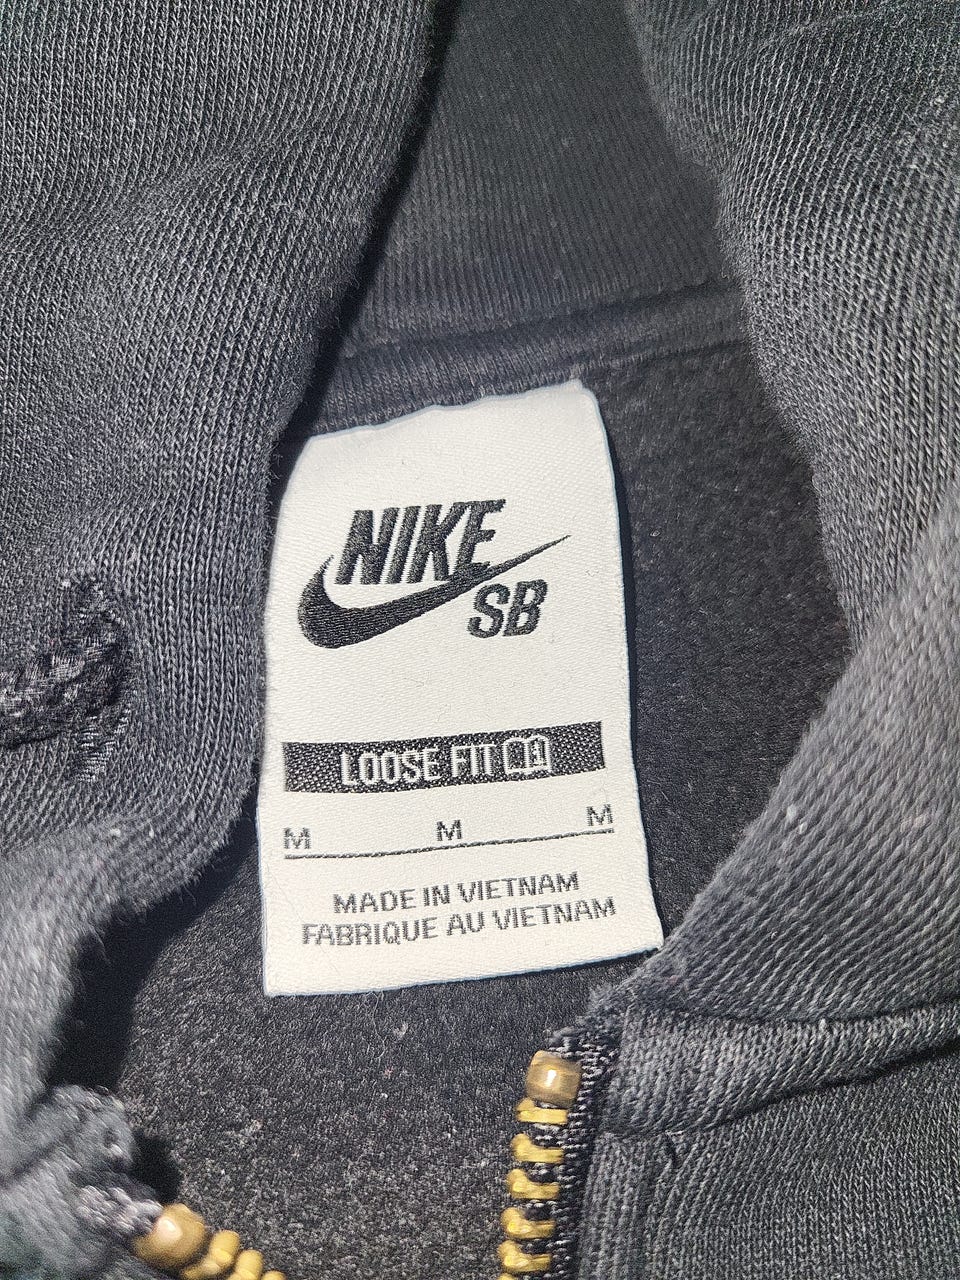 NIKE
SB
LOOSE FIT
M M M
MADE IN VIETNAM
FABRIQUE AU VIETNAM